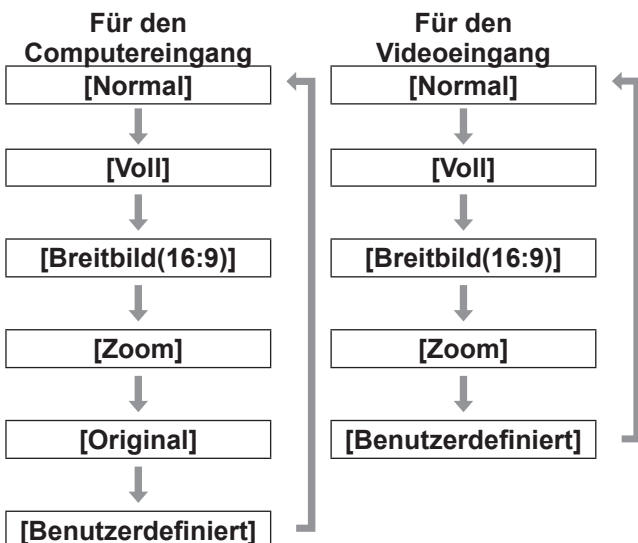 Für den
Computereingang
[Normal]
[Voll]
[Breitbild(16:9)]
[Zoom]
[Original]
[Benutzerdefiniert]
Für den
Videoeingang
[Normal]
[Voll]
[Breitbild(16:9)]
[Zoom]
[Benutzerdefiniert]